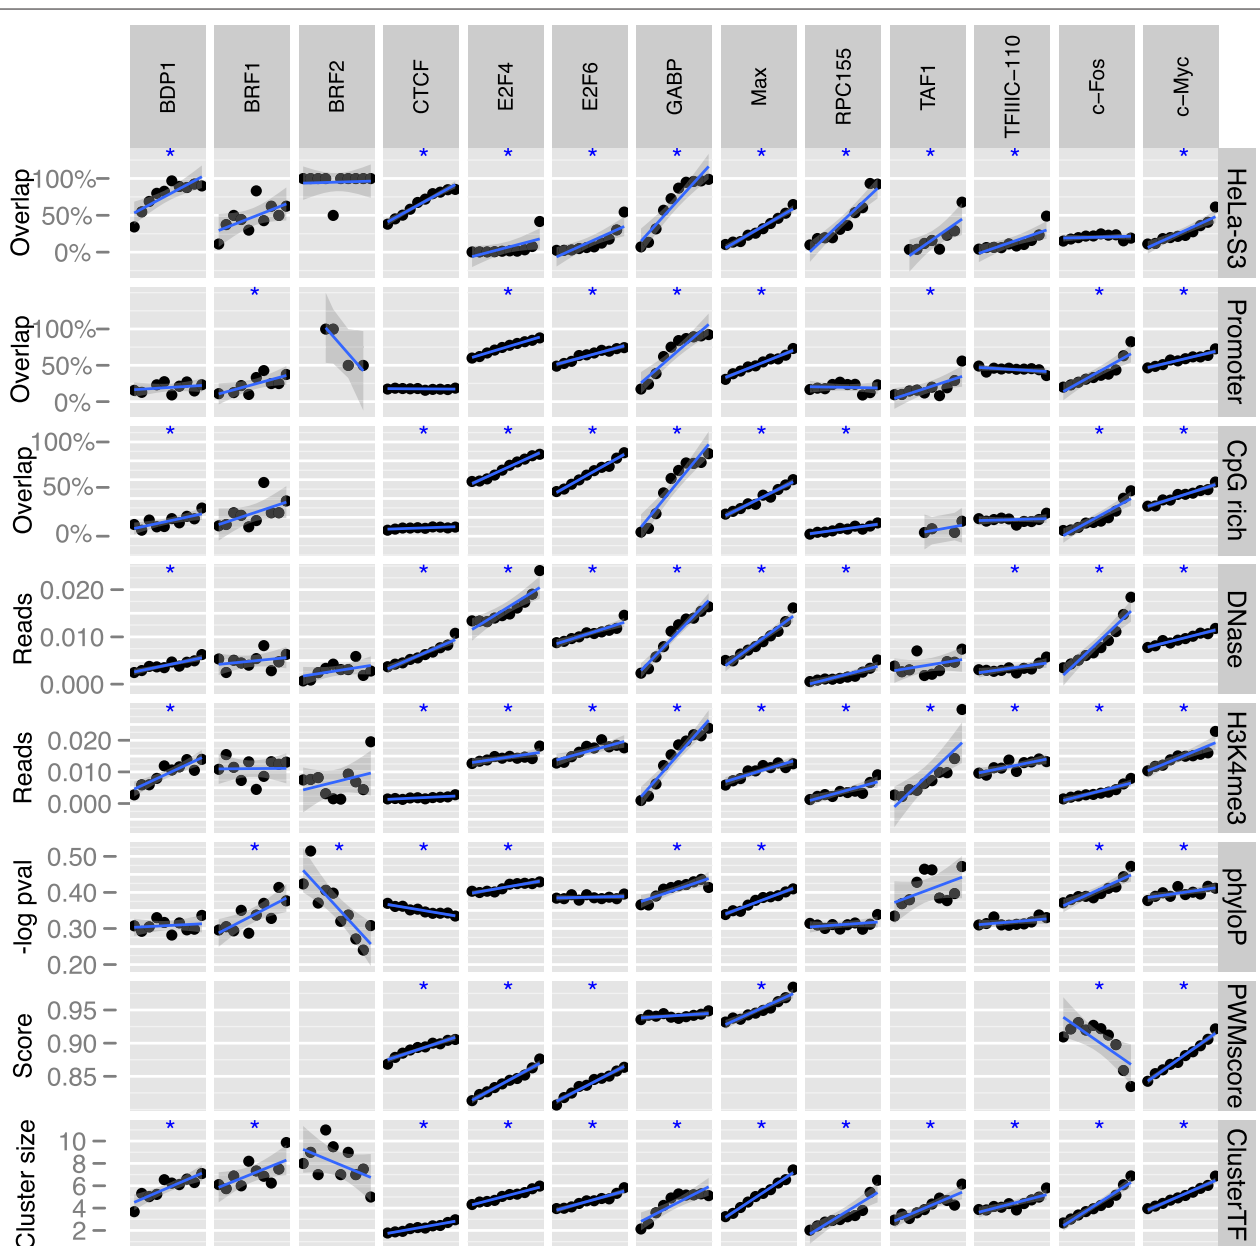 BDP1 BRF1 BRF2 CTCF E2F4 E2F6 GABP Max RPC155 TAF1 TFIIIC−110 c−Fos c−Myc
* * * * * * * * * *
Overlap 100% 50% 0% HeLa-S3
* * * * * * * *
Overlap 100% 50% 0% Promoter
* * * * * * * * *
Overlap 100% 50% 0% CpG rich
* * * * * * * * * *
Reads 0.020 0.010 0.000 DNase
* * * * * * * * * * *
Reads 0.020 0.010 0.000 H3K4me3
* * * * * * * *
-log pval 0.50 0.40 0.30 0.20 phyloP
* * * * * *
Score 0.95 0.90 0.85 PWMscore
* * * * * * * * * * * *
Cluster size 10 8 6 4 2 ClusterTF